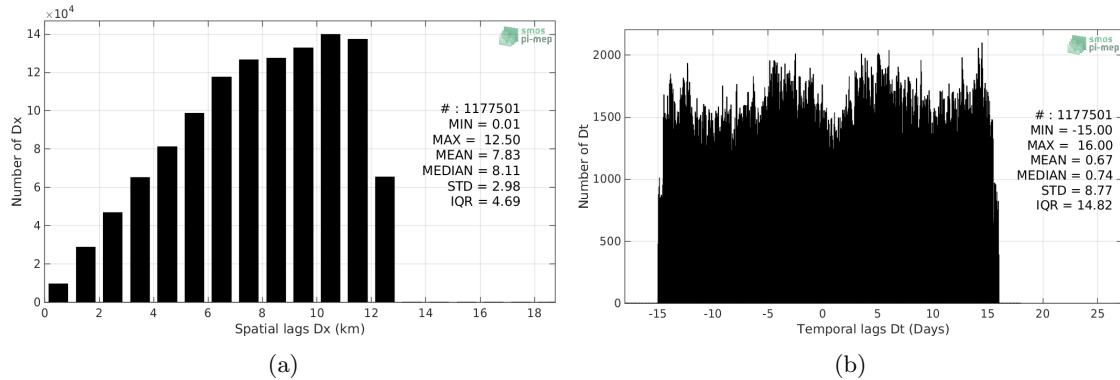 ×10⁴
14
12
10
8
6
4
2
0
Number of Dx
0 2 4 6 8 10 12 14 16 18
Spatial lags Dx (km)
smos
pi-mep
# : 1177501
MIN = 0.01
MAX = 12.50
MEAN = 7.83
MEDIAN = 8.11
STD = 2.98
IQR = 4.69
(a)
2000
1500
1000
500
0
Number of Dt
-15 -10 -5 0 5 10 15 20 25
Temporal lags Dt (Days)
smos
pi-mep
# : 1177501
MIN = -15.00
MAX = 16.00
MEAN = 0.67
MEDIAN = 0.74
STD = 8.77
IQR = 14.82
(b)